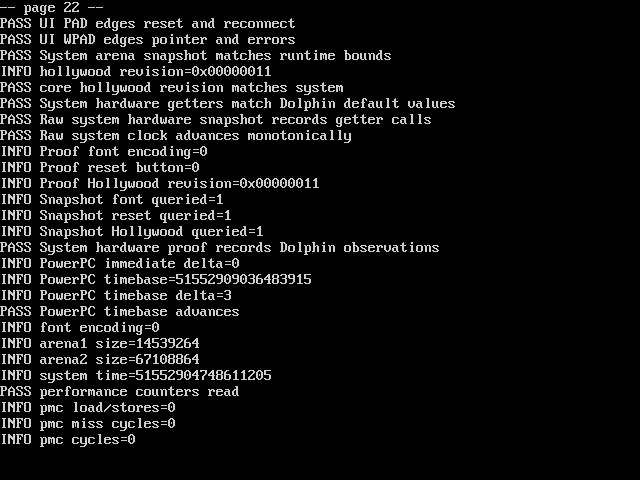 -- page 22 --
PASS UI PAD edges reset and reconnect
PASS UI WPAD edges pointer and errors
PASS System arena snapshot matches runtime bounds
INFO hollywood revision=0x00000011
PASS core hollywood revision matches system
PASS System hardware getters match Dolphin default values
PASS Raw system hardware snapshot records getter calls
PASS Raw system clock advances monotonically
INFO Proof font encoding=0
INFO Proof reset button=0
INFO Proof Hollywood revision=0x00000011
INFO Snapshot font queried=1
INFO Snapshot reset queried=1
INFO Snapshot Hollywood queried=1
PASS System hardware proof records Dolphin observations
INFO PowerPC immediate delta=0
INFO PowerPC timebase=51552909036483915
INFO PowerPC timebase delta=3
PASS PowerPC timebase advances
INFO font encoding=0
INFO arena1 size=14539264
INFO arena2 size=67108864
INFO system time=51552904748611205
PASS performance counters read
INFO pmc load/stores=0
INFO pmc miss cycles=0
INFO pmc cycles=0